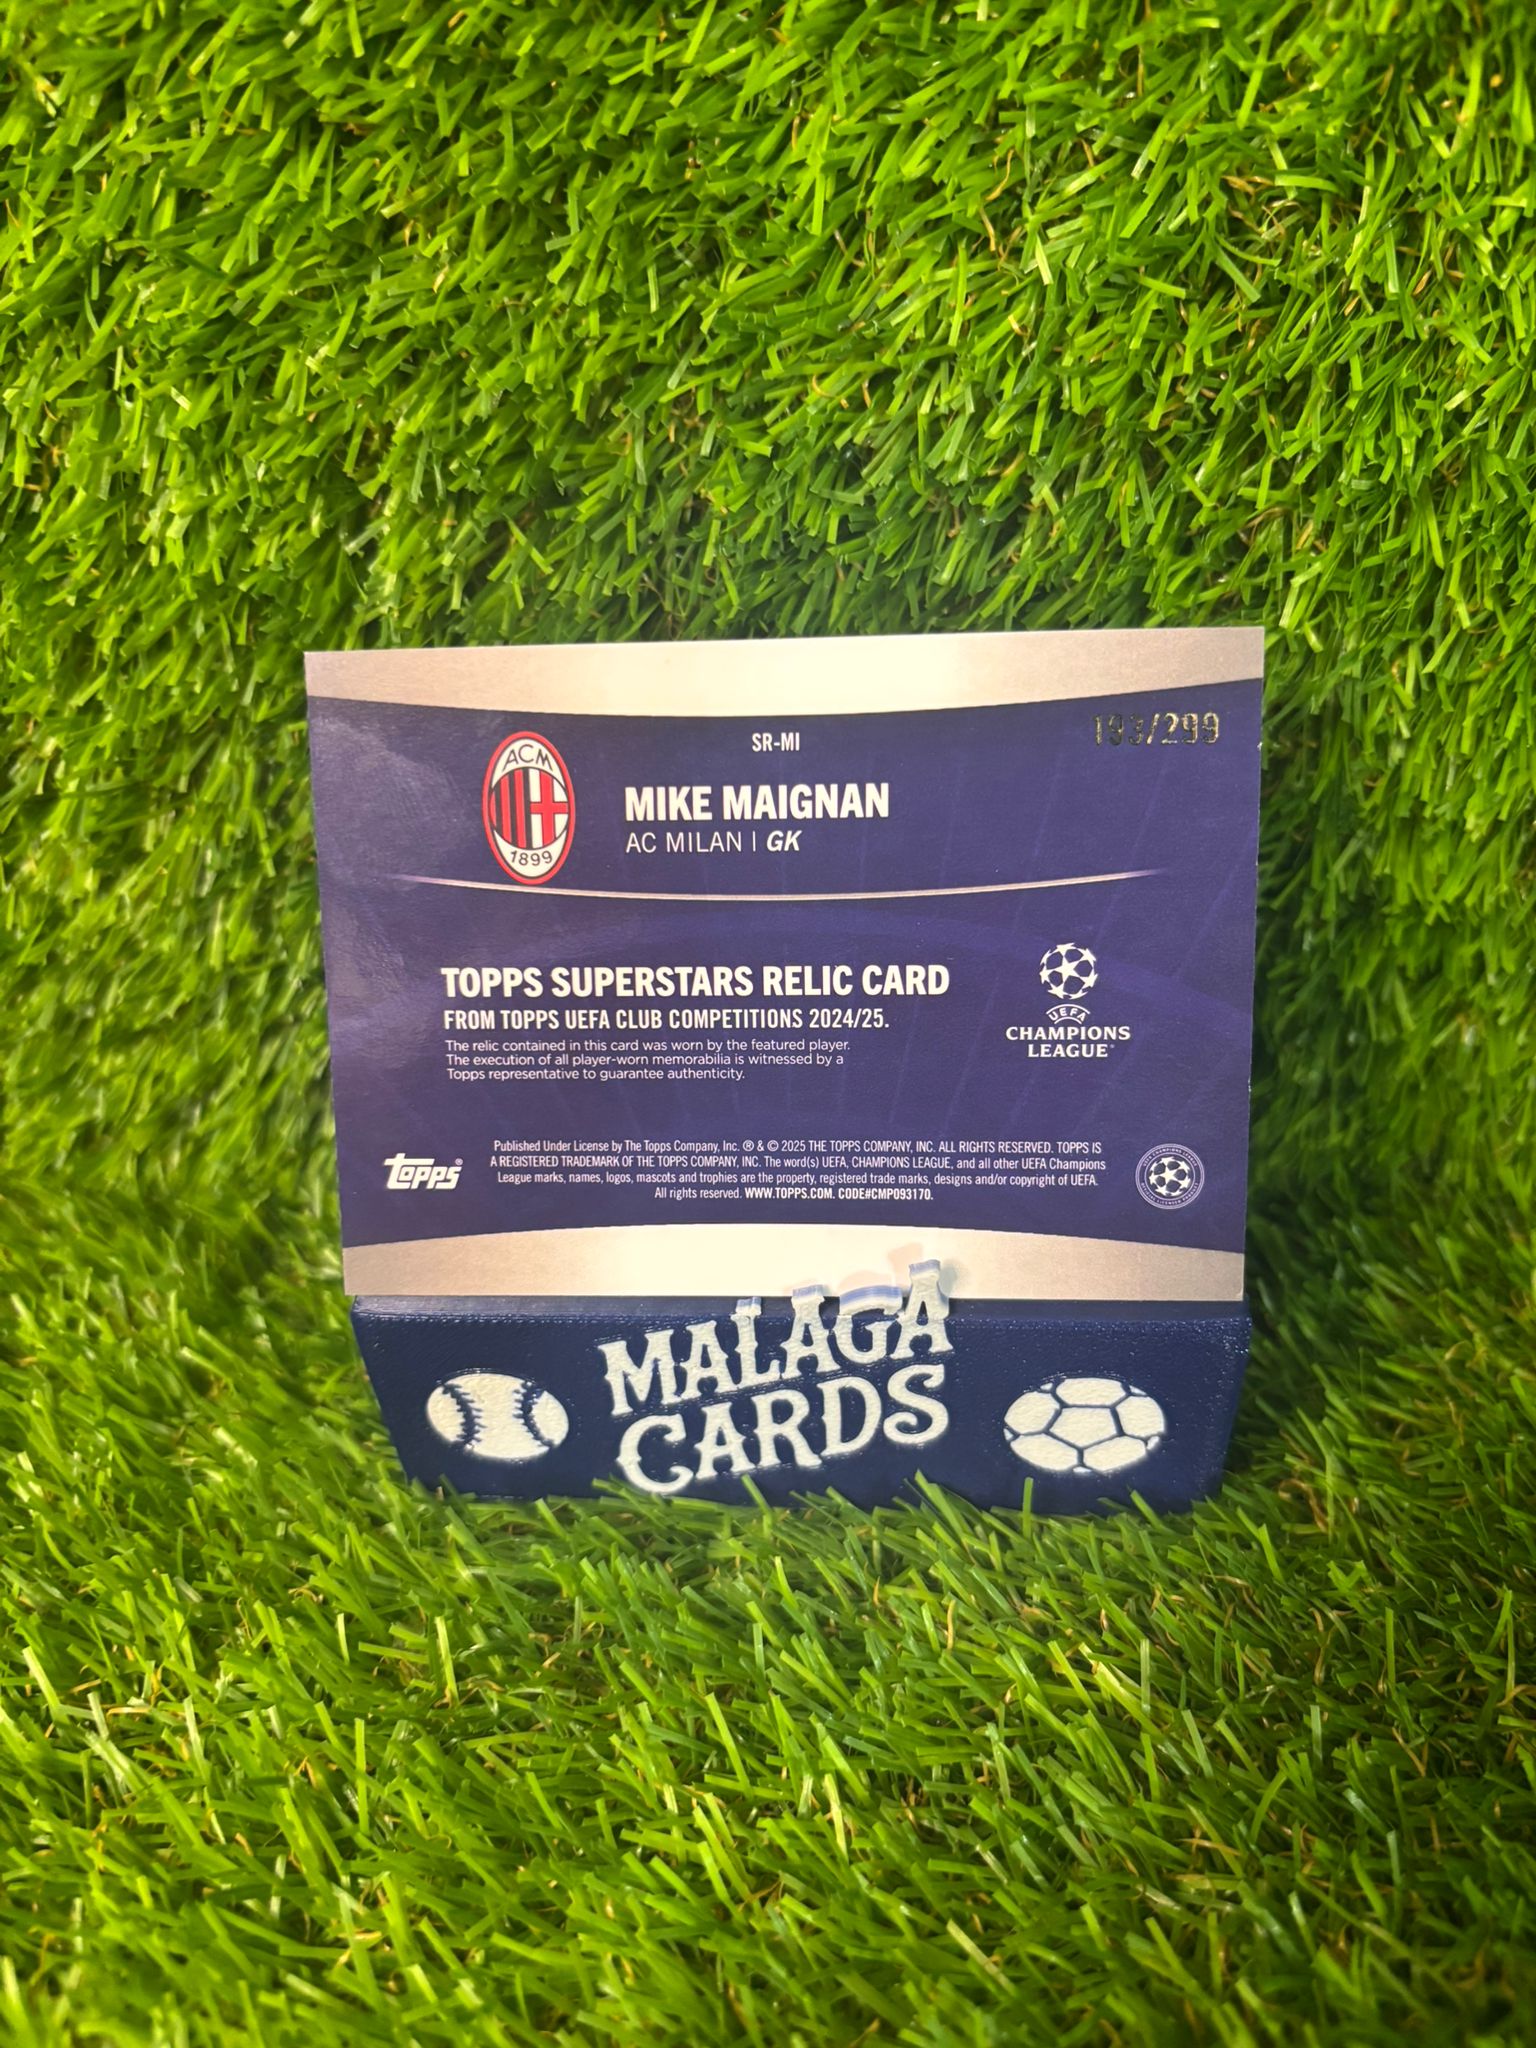 SR-MI
193/299
ACM
1899
MIKE MAIGNAN
AC MILAN | GK
TOPPS SUPERSTARS RELIC CARD
FROM TOPPS UEFA CLUB COMPETITIONS 2024/25.
The relic contained in this card was worn by the featured player.
The execution of all player-worn memorabilia is witnessed by a
Topps representative to guarantee authenticity.
UEFA
CHAMPIONS
LEAGUE®
topps®
Published Under License by The Topps Company, Inc. ® & © 2025 THE TOPPS COMPANY, INC. ALL RIGHTS RESERVED. TOPPS IS
A REGISTERED TRADEMARK OF THE TOPPS COMPANY, INC. The word(s) UEFA, CHAMPIONS LEAGUE, and all other UEFA Champions
League marks, names, logos, mascots and trophies are the property, registered trade marks, designs and/or copyright of UEFA.
All rights reserved. WWW.TOPPS.COM. CODE#CMP093170.
MALAGA
CARDS